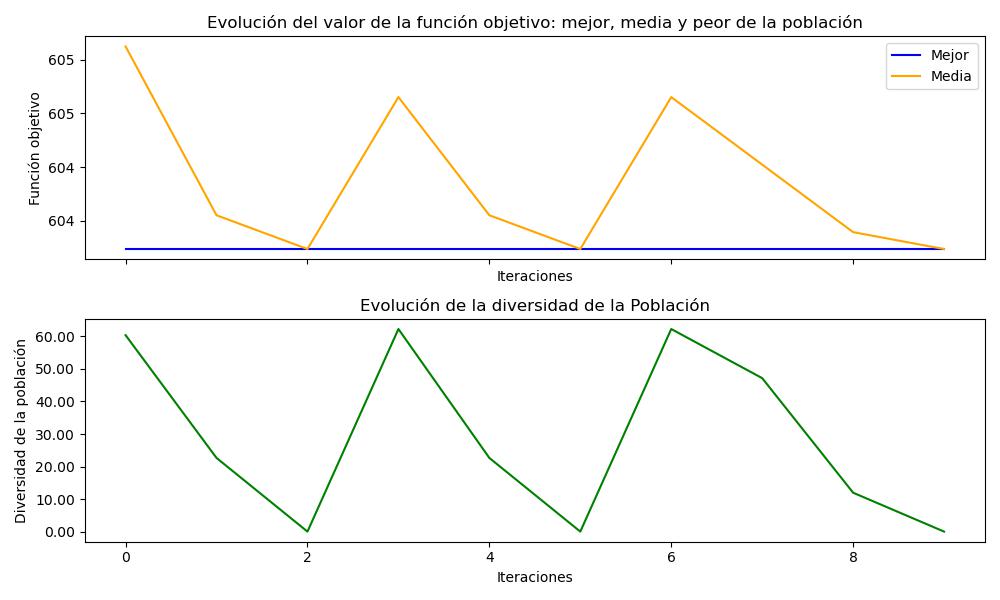 Evolución del valor de la función objetivo: mejor, media y peor de la población
Mejor
Media
Función objetivo
605
605
604
604
Iteraciones
Evolución de la diversidad de la Población
Diversidad de la población
60.00
50.00
40.00
30.00
20.00
10.00
0.00
0 2 4 6 8
Iteraciones